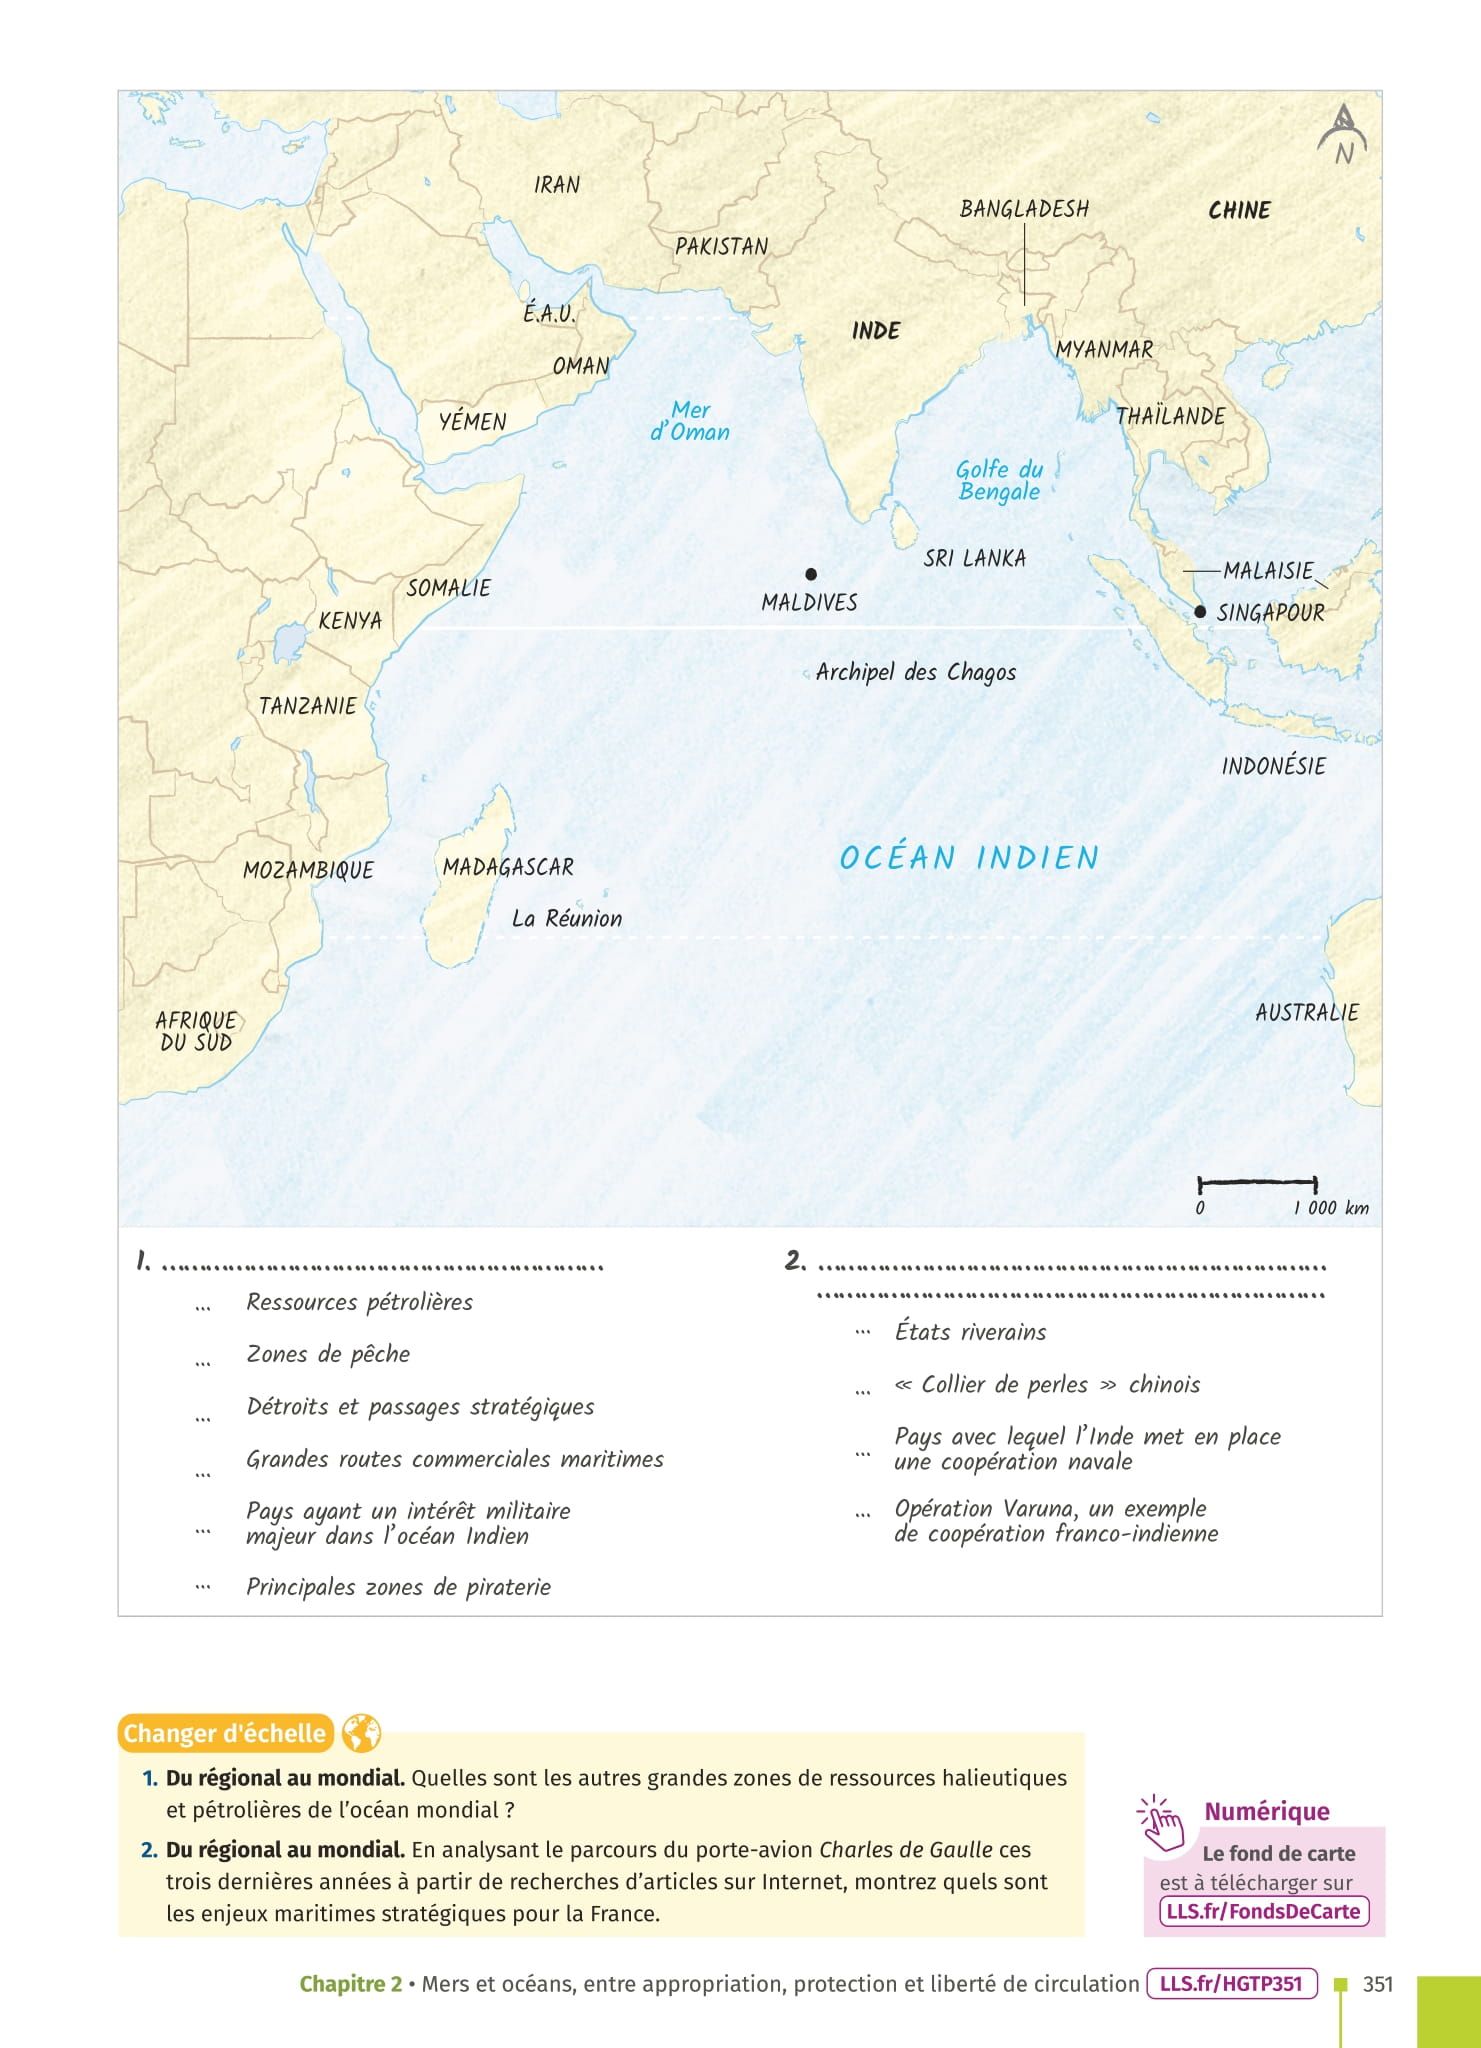 N
IRAN
BANGLADESH
CHINE
PAKISTAN
É.A.U.
INDE
OMAN
MYANMAR
YÉMEN
Mer
d'Oman
THAÏLANDE
Golfe du
Bengale
SRI LANKA
MALAISIE
SOMALIE
MALDIVES
SINGAPOUR
KENYA
Archipel des Chagos
TANZANIE
INDONÉSIE
OCÉAN INDIEN
MOZAMBIQUE
MADAGASCAR
La Réunion
AFRIQUE
DU SUD
AUSTRALIE
0 1 000 km
1. ................................................
... Ressources pétrolières
... Zones de pêche
... Détroits et passages stratégiques
... Grandes routes commerciales maritimes
... Pays ayant un intérêt militaire
majeur dans l'océan Indien
... Principales zones de piraterie
2. ................................................
................................................
... États riverains
... « Collier de perles » chinois
... Pays avec lequel l'Inde met en place
une coopération navale
... Opération Varuna, un exemple
de coopération franco-indienne
Changer d'échelle
1. Du régional au mondial. Quelles sont les autres grandes zones de ressources halieutiques
et pétrolières de l'océan mondial ?
2. Du régional au mondial. En analysant le parcours du porte-avion Charles de Gaulle ces
trois dernières années à partir de recherches d'articles sur Internet, montrez quels sont
les enjeux maritimes stratégiques pour la France.
Numérique
Le fond de carte
est à télécharger sur
LLS.fr/FondsDeCarte
Chapitre 2 • Mers et océans, entre appropriation, protection et liberté de circulation LLS.fr/HGTP351 351